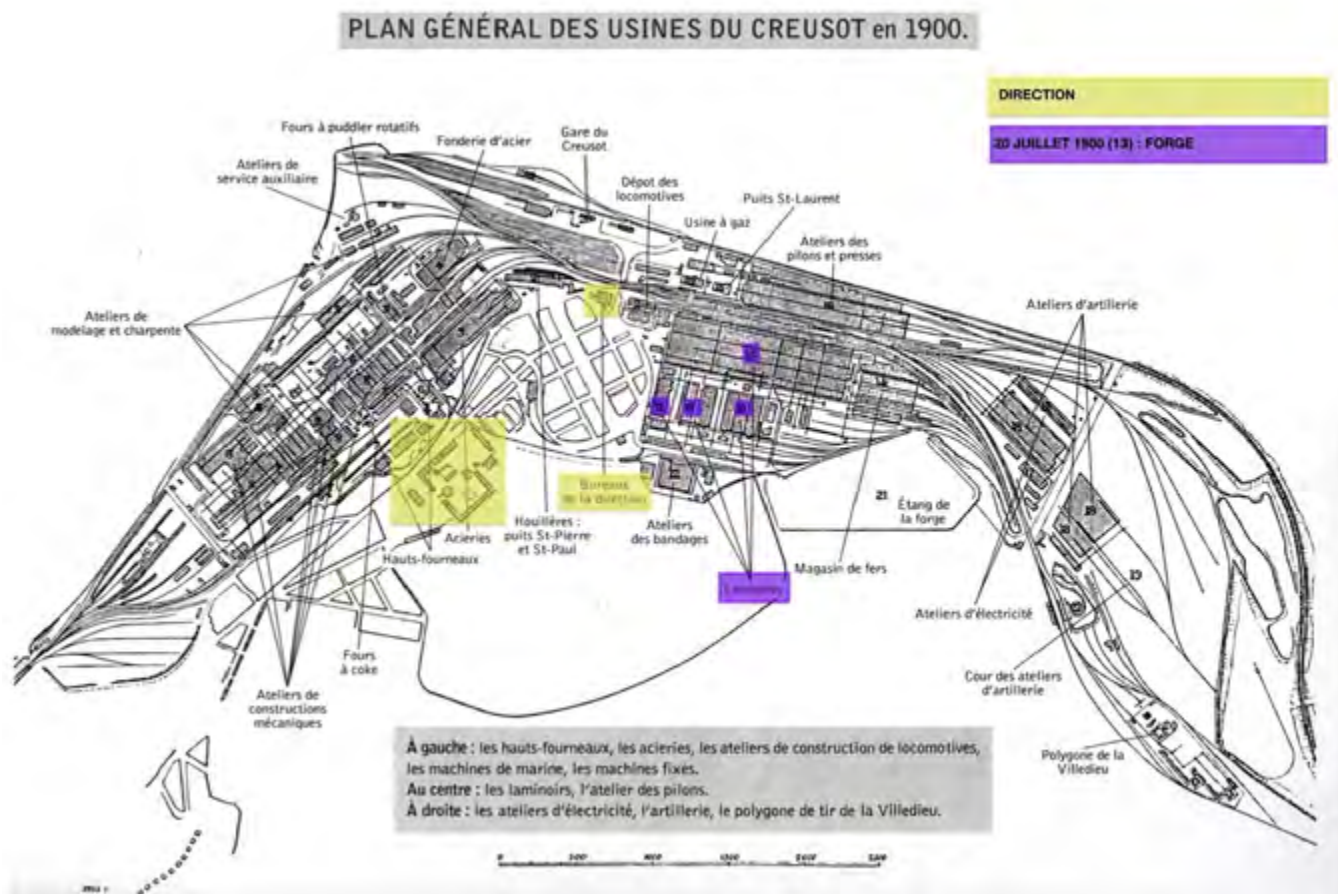 PLAN GÉNÉRAL DES USINES DU CREUSOT en 1900.
DIRECTION
20 JUILLET 1900 (13) : FORGE
Fours à puddler rotatifs
Fonderie d'acier
Gare du
Creusot
Ateliers de
service auxiliaire
Dépot des
locomotives
Puits St-Laurent
Usine à gaz
Ateliers des
pilons et presses
Ateliers d'artillerie
Ateliers de
modelage et charpente
Bureaux
de la direction
21
Étang de
la forge
Houillères :
puits St-Pierre
et St-Paul
Ateliers
des bandages
Acieries
Hauts-fourneaux
Magasin de fers
Laminoirs
Ateliers d'électricité
Fours
à coke
Ateliers de
constructions
mécaniques
Cour des ateliers
d'artillerie
Polygone de la
Villedieu
À gauche : les hauts-fourneaux, les acieries, les ateliers de construction de locomotives,
les machines de marine, les machines fixes.
Au centre : les laminoirs, l'atelier des pilons.
À droite : les ateliers d'électricité, l'artillerie, le polygone de tir de la Villedieu.